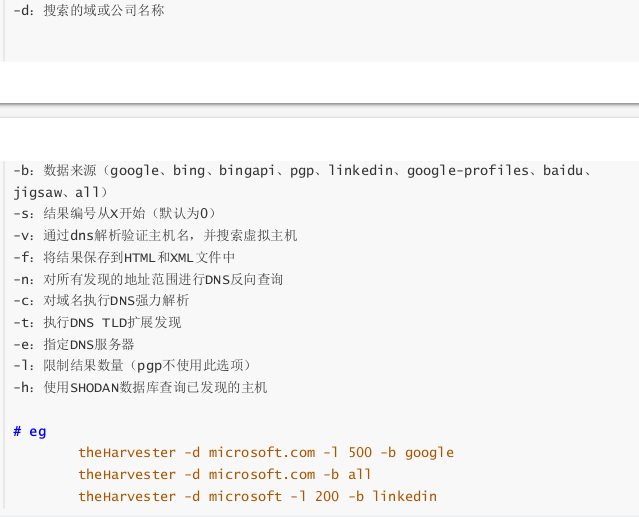 -d：搜索的域或公司名称
-b：数据来源（google、bing、bingapi、pgp、linkedin、google-profiles、baidu、
jigsaw、all）
-s：结果编号从X开始（默认为0）
-v：通过dns解析验证主机名，并搜索虚拟主机
-f：将结果保存到HTML和XML文件中
-n：对所有发现的地址范围进行DNS反向查询
-c：对域名执行DNS强力解析
-t：执行DNS TLD扩展发现
-e：指定DNS服务器
-l：限制结果数量（pgp不使用此选项）
-h：使用SHODAN数据库查询已发现的主机
# eg
theHarvester -d microsoft.com -l 500 -b google
theHarvester -d microsoft.com -b all
theHarvester -d microsoft -l 200 -b linkedin